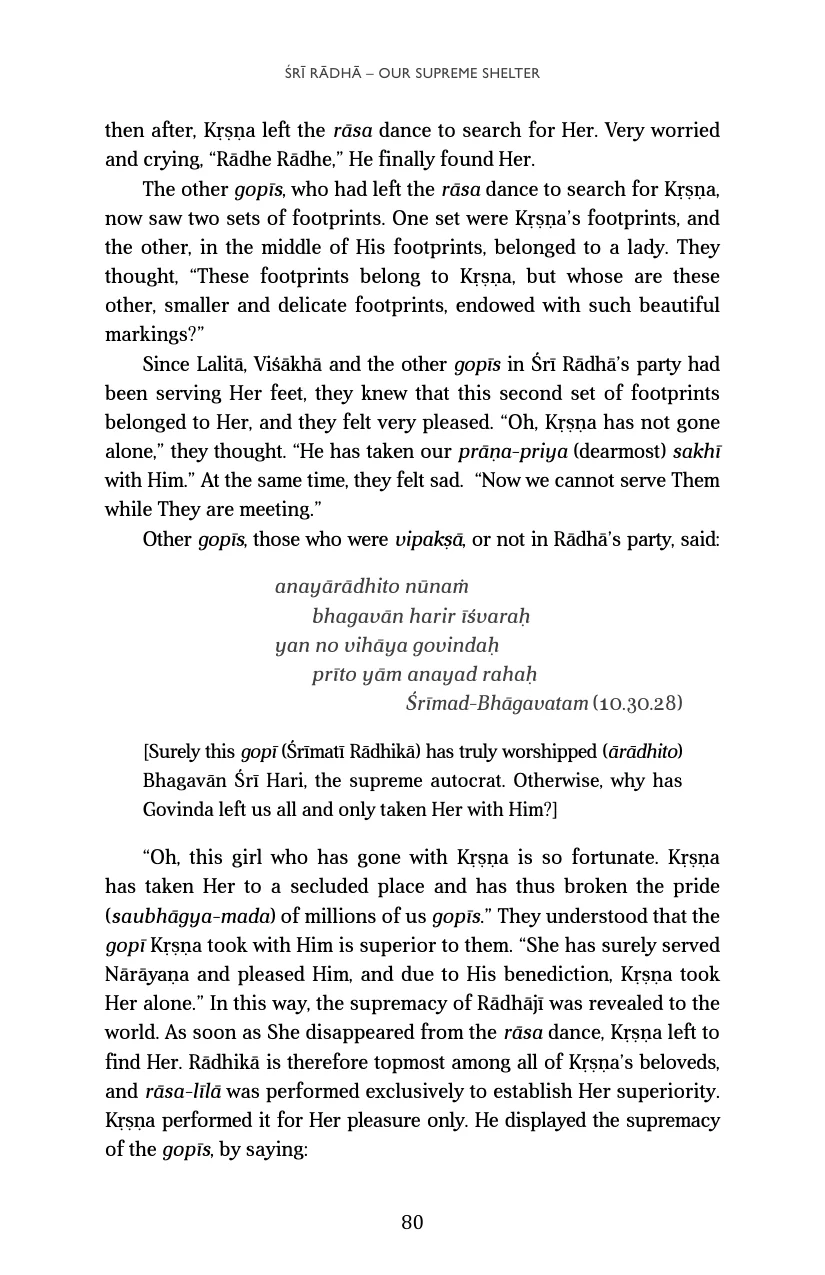 ŚRĪ RĀDHĀ – OUR SUPREME SHELTER
then after, Kṛṣṇa left the rāsa dance to search for Her. Very worried
and crying, “Rādhe Rādhe,” He finally found Her.
The other gopīs, who had left the rāsa dance to search for Kṛṣṇa,
now saw two sets of footprints. One set were Kṛṣṇa’s footprints, and
the other, in the middle of His footprints, belonged to a lady. They
thought, “These footprints belong to Kṛṣṇa, but whose are these
other, smaller and delicate footprints, endowed with such beautiful
markings?”
Since Lalitā, Viśākhā and the other gopīs in Śrī Rādhā’s party had
been serving Her feet, they knew that this second set of footprints
belonged to Her, and they felt very pleased. “Oh, Kṛṣṇa has not gone
alone,” they thought. “He has taken our prāṇa-priya (dearmost) sakhī
with Him.” At the same time, they felt sad. “Now we cannot serve Them
while They are meeting.”
Other gopīs, those who were vipakṣā, or not in Rādhā’s party, said:
anayārādhito nūnaṁ
bhagavān harir īśvaraḥ
yan no vihāya govindaḥ
prīto yām anayad rahaḥ
Śrīmad-Bhāgavatam (10.30.28)
[Surely this gopī (Śrīmatī Rādhikā) has truly worshipped (ārādhito)
Bhagavān Śrī Hari, the supreme autocrat. Otherwise, why has
Govinda left us all and only taken Her with Him?]
“Oh, this girl who has gone with Kṛṣṇa is so fortunate. Kṛṣṇa
has taken Her to a secluded place and has thus broken the pride
(saubhāgya-mada) of millions of us gopīs.” They understood that the
gopī Kṛṣṇa took with Him is superior to them. “She has surely served
Nārāyaṇa and pleased Him, and due to His benediction, Kṛṣṇa took
Her alone.” In this way, the supremacy of Rādhājī was revealed to the
world. As soon as She disappeared from the rāsa dance, Kṛṣṇa left to
find Her. Rādhikā is therefore topmost among all of Kṛṣṇa’s beloveds,
and rāsa-līlā was performed exclusively to establish Her superiority.
Kṛṣṇa performed it for Her pleasure only. He displayed the supremacy
of the gopīs, by saying:
80